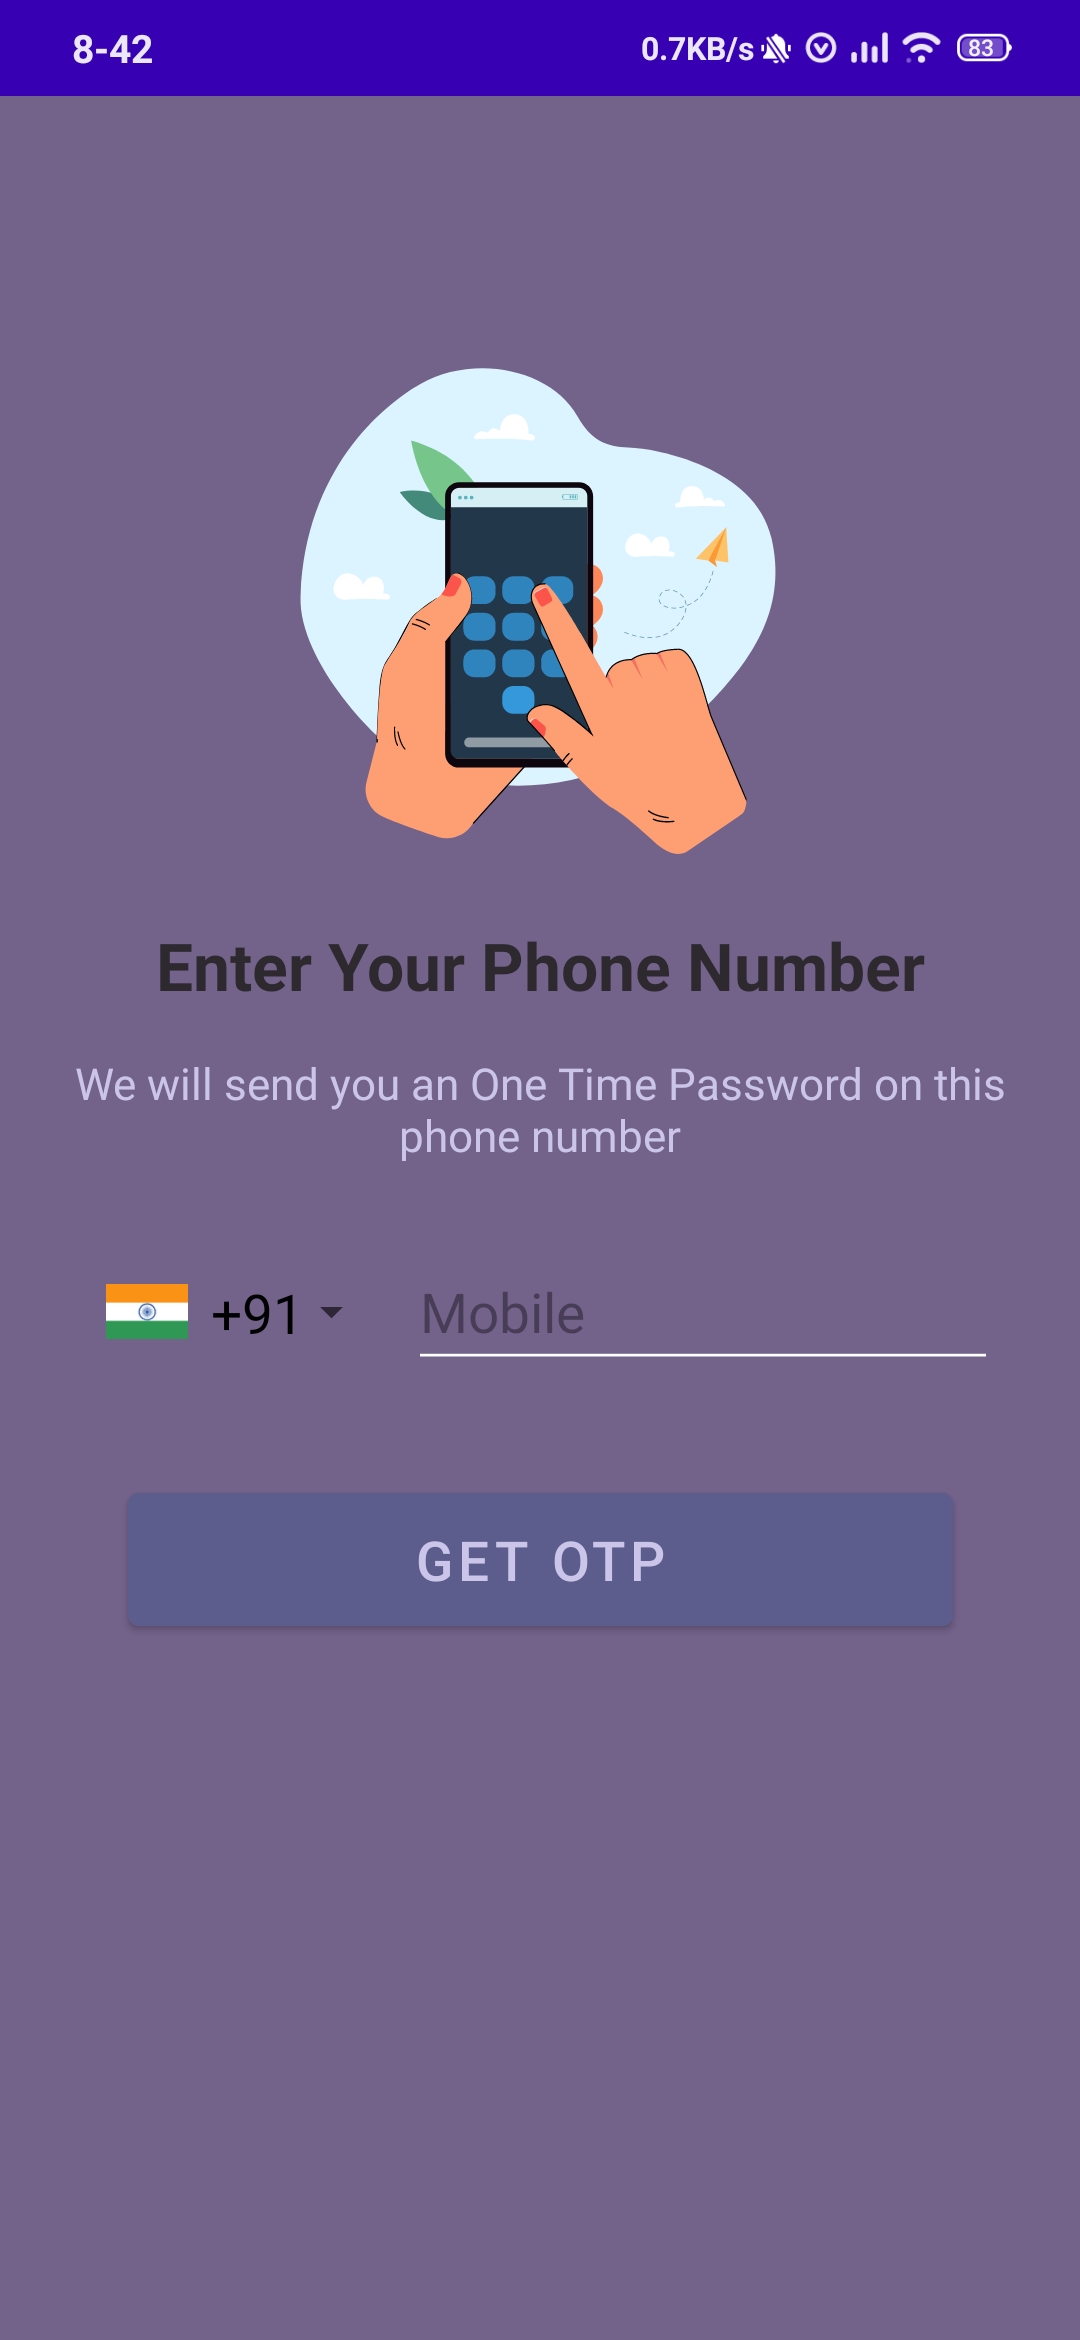 8-42 0.7KB/s 83
Enter Your Phone Number
We will send you an One Time Password on this
phone number
+91 Mobile
GET OTP